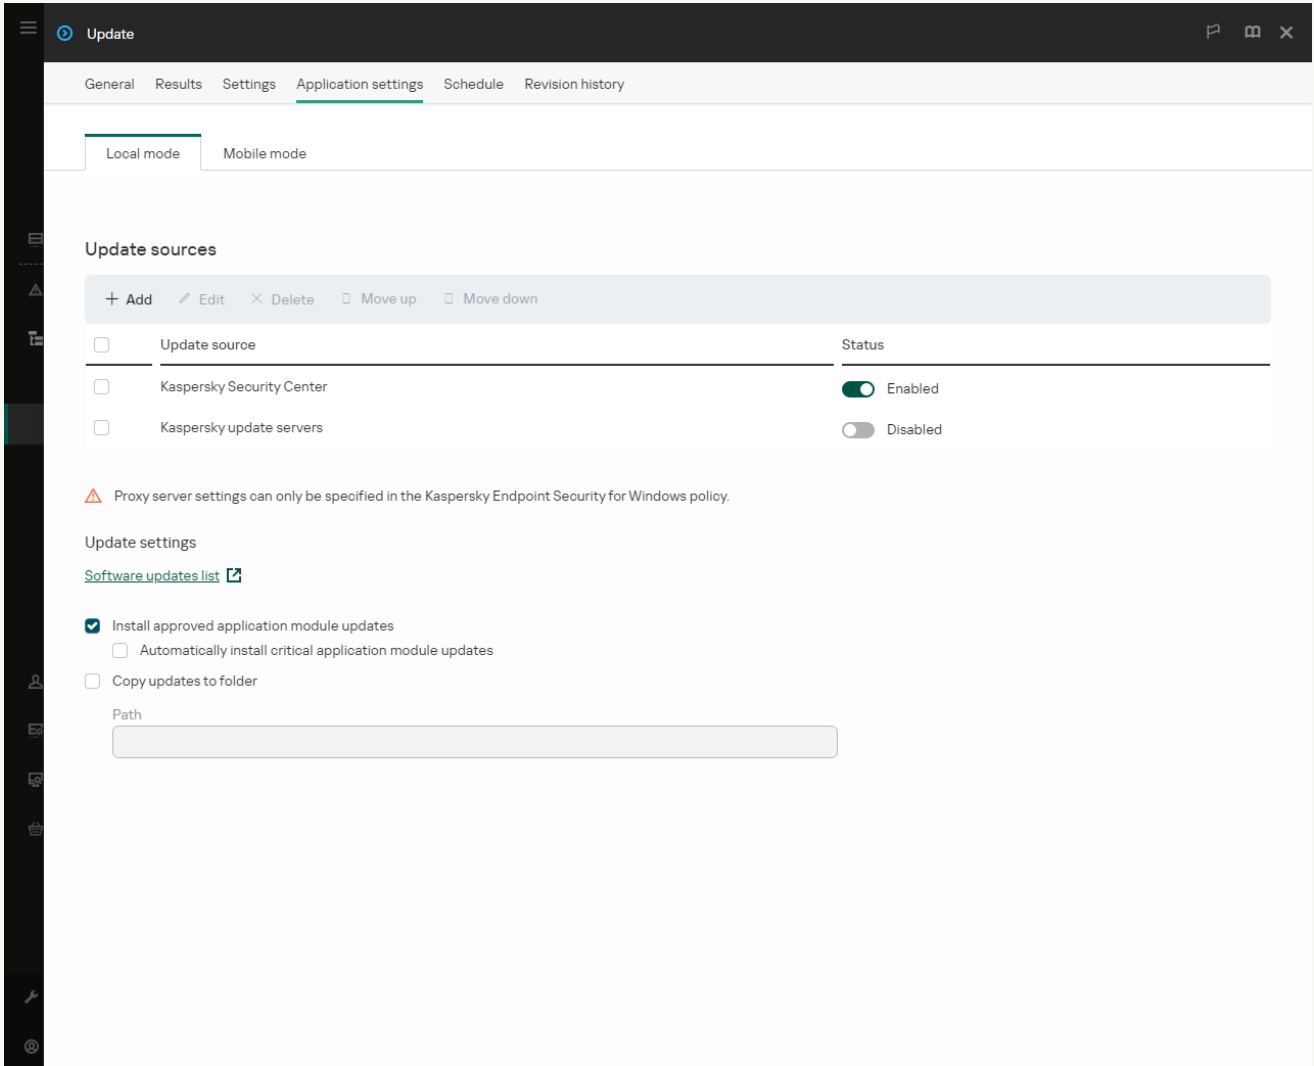 Update
General Results Settings Application settings Schedule Revision history
Local mode Mobile mode
Update sources
Add Edit Delete Move up Move down
Update source Status
Kaspersky Security Center Enabled
Kaspersky update servers Disabled
Proxy server settings can only be specified in the Kaspersky Endpoint Security for Windows policy.
Update settings
Software updates list
Install approved application module updates
Automatically install critical application module updates
Copy updates to folder
Path